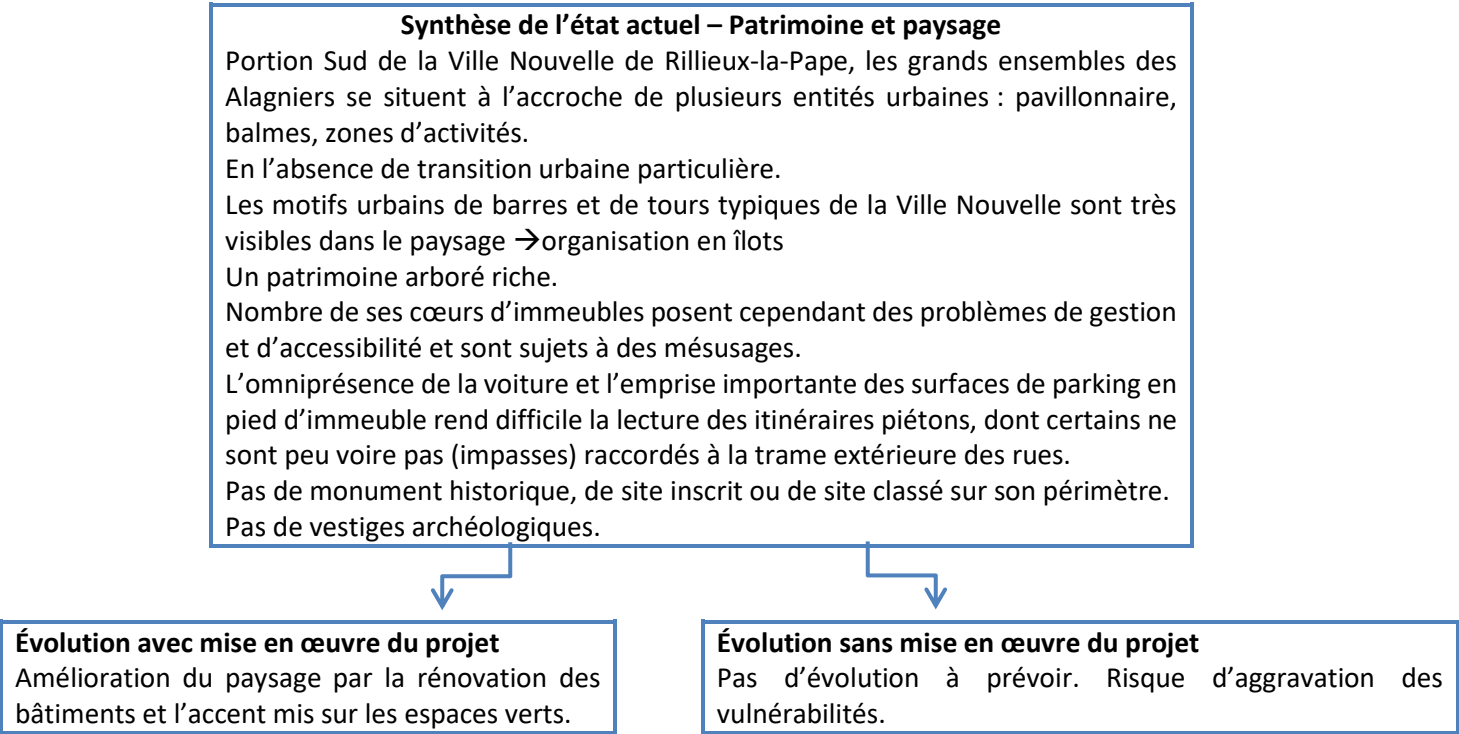 Synthèse de l’état actuel – Patrimoine et paysage
Portion Sud de la Ville Nouvelle de Rillieux-la-Pape, les grands ensembles des
Alagniers se situent à l’accroche de plusieurs entités urbaines : pavillonnaire,
balmes, zones d’activités.
En l’absence de transition urbaine particulière.
Les motifs urbains de barres et de tours typiques de la Ville Nouvelle sont très
visibles dans le paysage →organisation en îlots
Un patrimoine arboré riche.
Nombre de ses cœurs d’immeubles posent cependant des problèmes de gestion
et d’accessibilité et sont sujets à des mésusages.
L’omniprésence de la voiture et l’emprise importante des surfaces de parking en
pied d’immeuble rend difficile la lecture des itinéraires piétons, dont certains ne
sont peu voire pas (impasses) raccordés à la trame extérieure des rues.
Pas de monument historique, de site inscrit ou de site classé sur son périmètre.
Pas de vestiges archéologiques.
Évolution avec mise en œuvre du projet
Amélioration du paysage par la rénovation des
bâtiments et l’accent mis sur les espaces verts.
Évolution sans mise en œuvre du projet
Pas d’évolution à prévoir. Risque d’aggravation des
vulnérabilités.